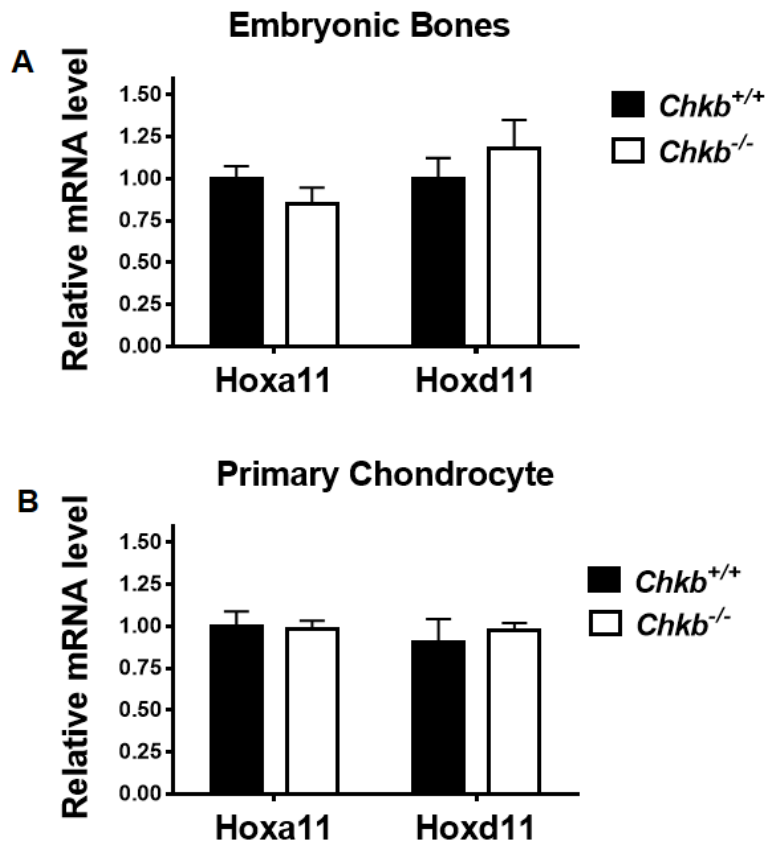 Embryonic Bones
A
Relative mRNA level
1.50
1.25
1.00
0.75
0.50
0.25
0.00
Hoxa11
Hoxd11
Chkb+/+
Chkb-/-
Primary Chondrocyte
B
Relative mRNA level
1.50
1.25
1.00
0.75
0.50
0.25
0.00
Hoxa11
Hoxd11
Chkb+/+
Chkb-/-